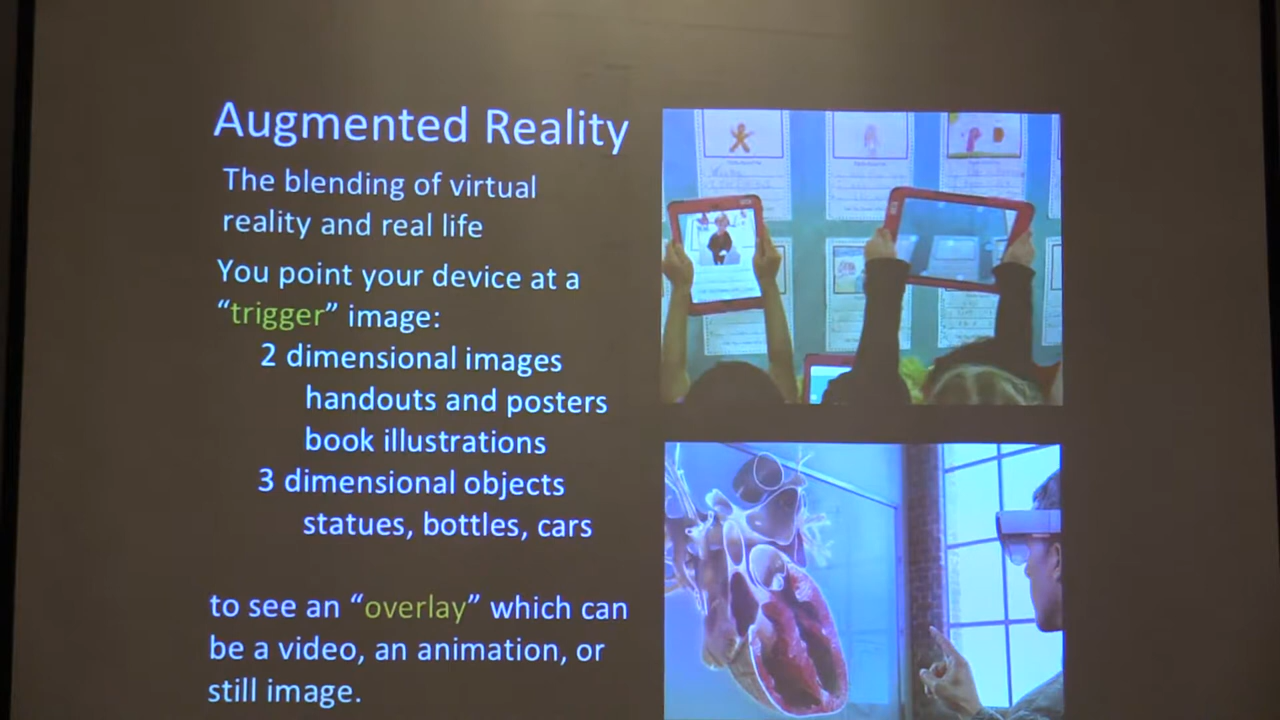 Augmented Reality
The blending of virtual
reality and real life
You point your device at a
“trigger” image:
2 dimensional images
handouts and posters
book illustrations
3 dimensional objects
statues, bottles, cars
to see an “overlay” which can
be a video, an animation, or
still image.